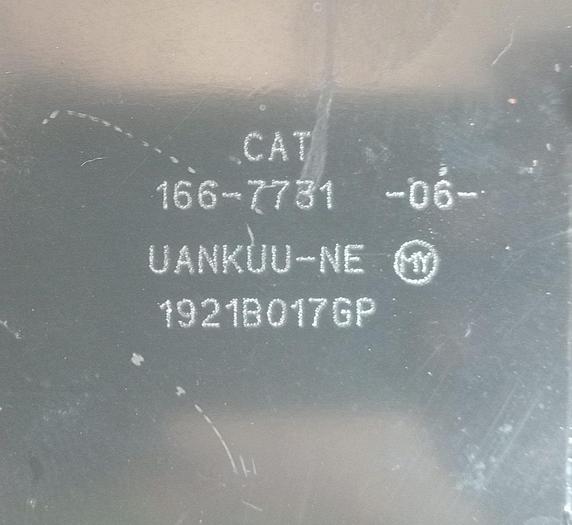 CAT
166-7731 -06-
UANKUU-NE MY
1921B017GP